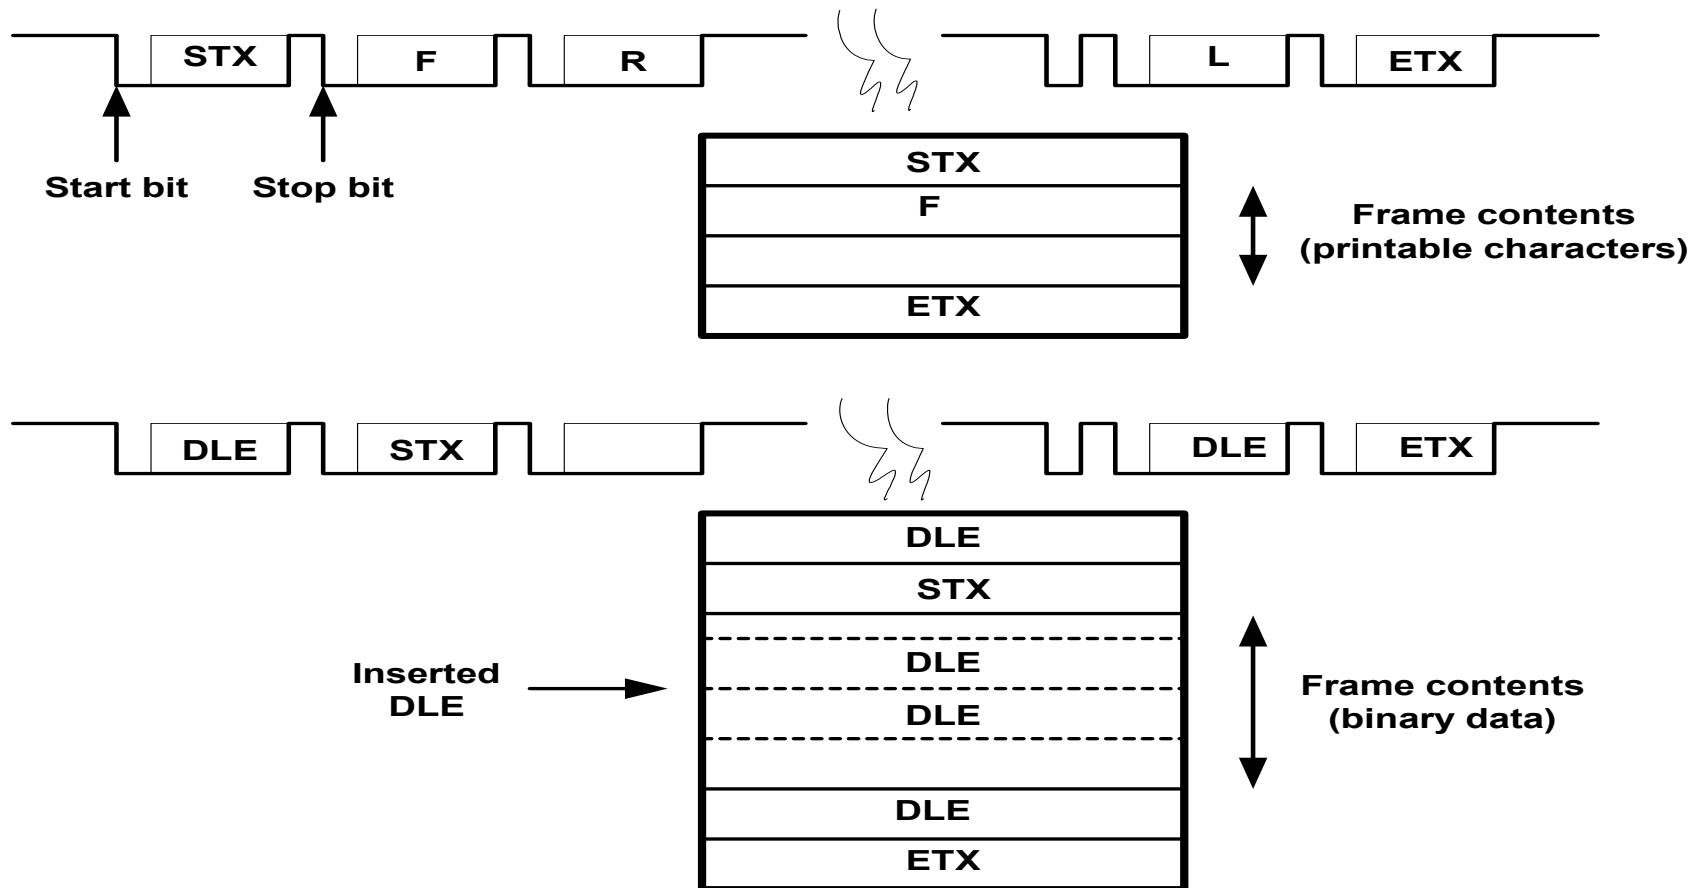 STX F R L ETX
Start bit Stop bit
STX
F
ETX
Frame contents
(printable characters)
DLE STX DLE ETX
DLE
STX
DLE
DLE
DLE
ETX
Inserted
DLE
Frame contents
(binary data)